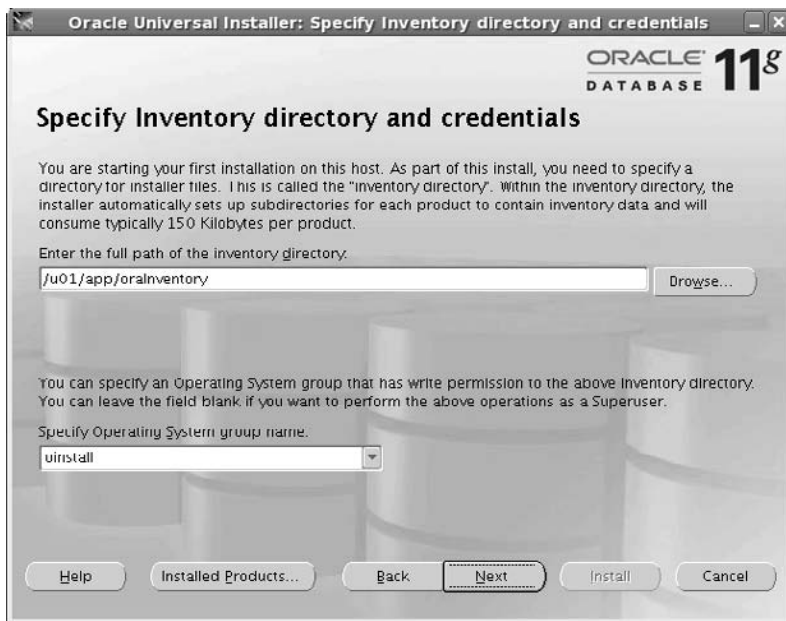 Oracle Universal Installer: Specify Inventory directory and credentials
ORACLE 11g
DATABASE
Specify Inventory directory and credentials
You are starting your first installation on this host. As part of this install, you need to specify a
directory for installer files. This is called the "inventory directory". Within the inventory directory, the
installer automatically sets up subdirectories for each product to contain inventory data and will
consume typically 150 Kilobytes per product.
Enter the full path of the inventory directory:
/u01/app/oraInventory
Browse...
You can specify an Operating System group that has write permission to the above inventory directory.
You can leave the field blank if you want to perform the above operations as a Superuser.
Specify Operating System group name:
oinstall
Help Installed Products... Back Next Install Cancel